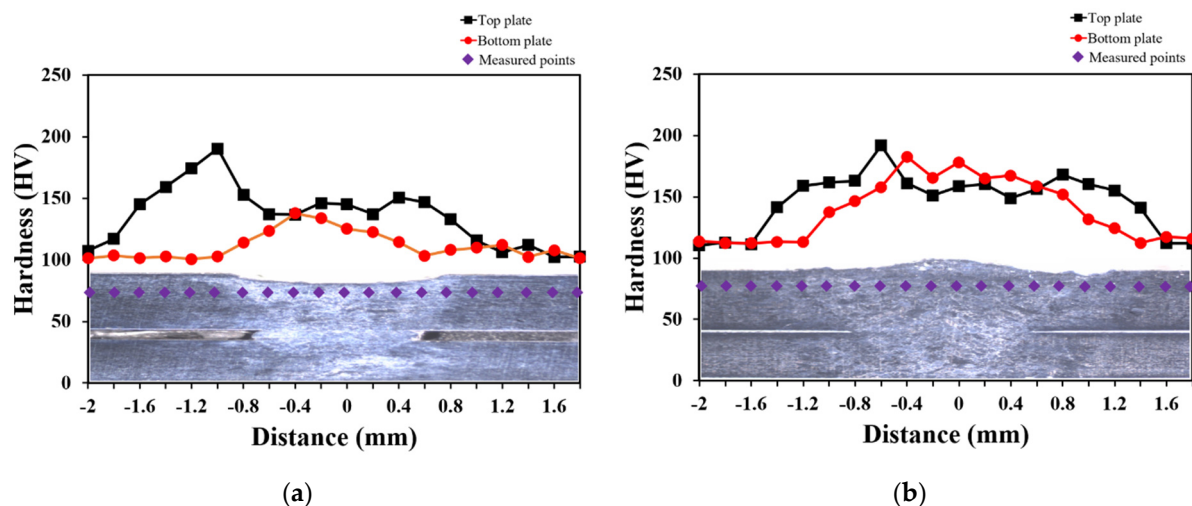 Top plate
Bottom plate
Measured points
250
200
150
100
50
0
Hardness (HV)
-2 -1.6 -1.2 -0.8 -0.4 0 0.4 0.8 1.2 1.6
Distance (mm)
(a)
Top plate
Bottom plate
Measured points
250
200
150
100
50
0
Hardness (HV)
-2 -1.6 -1.2 -0.8 -0.4 0 0.4 0.8 1.2 1.6
Distance (mm)
(b)